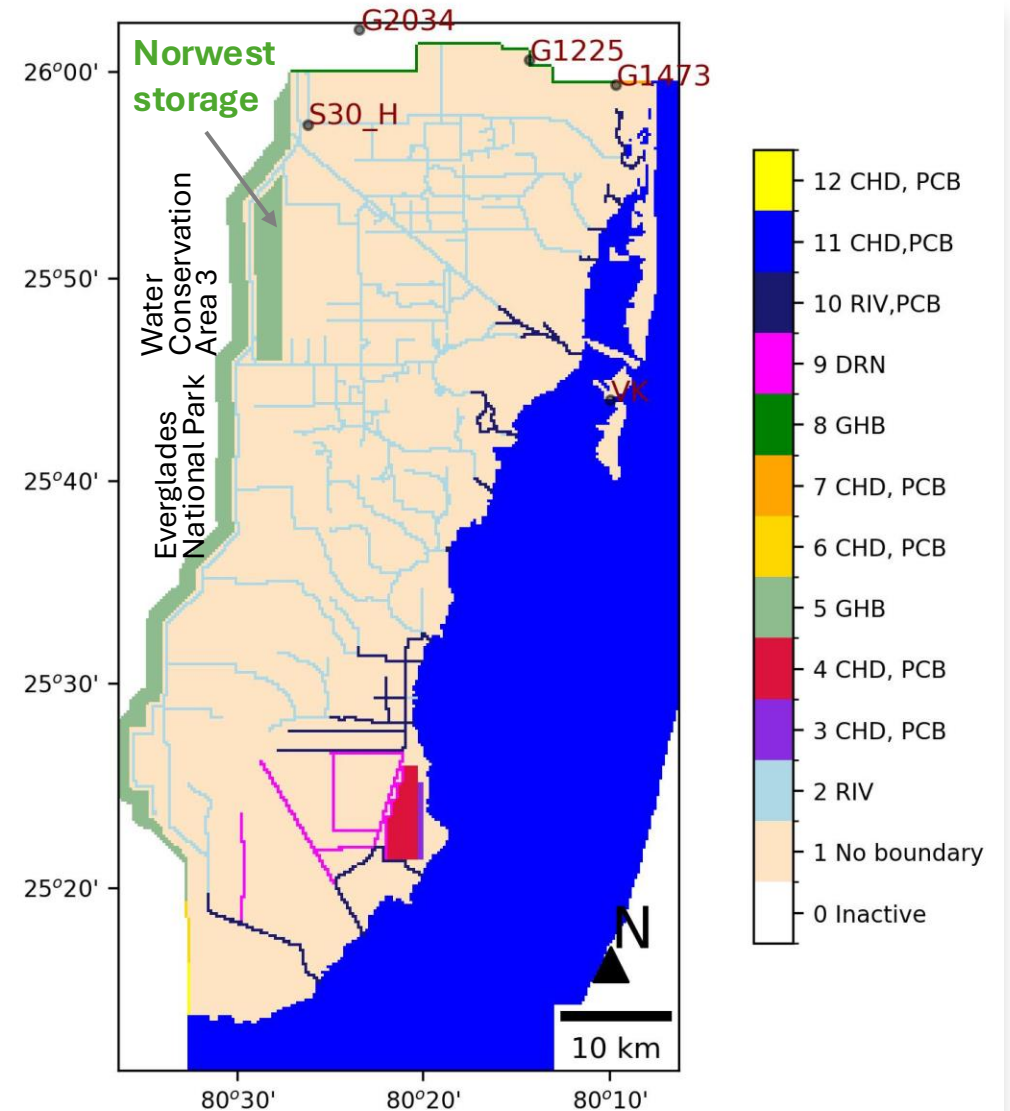 G2034
Norwest
storage
G1225
G1473
S30_H
26°00'
25°50'
25°40'
25°30'
25°20'
Water
Conservation
Area 3
Everglades
National Park
VK
N
10 km
80°30'
80°20'
80°10'
12 CHD, PCB
11 CHD,PCB
10 RIV,PCB
9 DRN
8 GHB
7 CHD, PCB
6 CHD, PCB
5 GHB
4 CHD, PCB
3 CHD, PCB
2 RIV
1 No boundary
0 Inactive